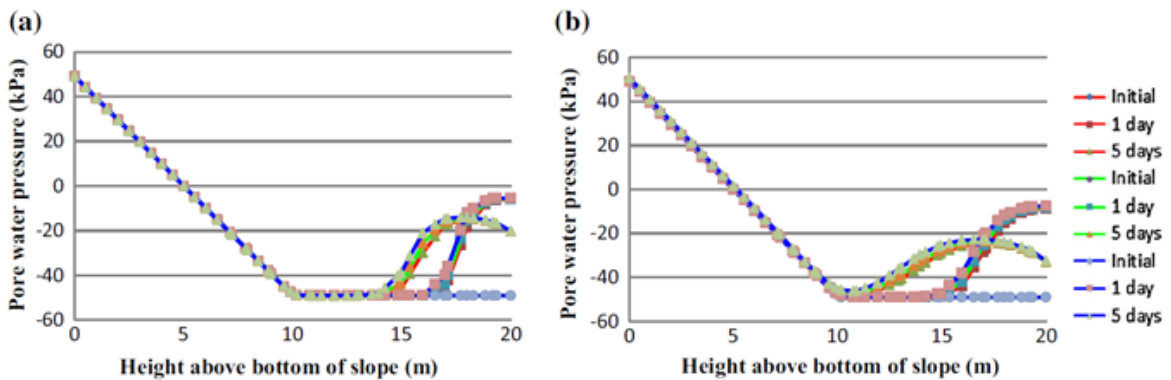 (a)
60
40
20
0
-20
-40
-60
0 5 10 15 20
Pore water pressure (kPa)
Height above bottom of slope (m)
(b)
60
40
20
0
-20
-40
-60
0 5 10 15 20
Pore water pressure (kPa)
Height above bottom of slope (m)
Initial
1 day
5 days
Initial
1 day
5 days
Initial
1 day
5 days